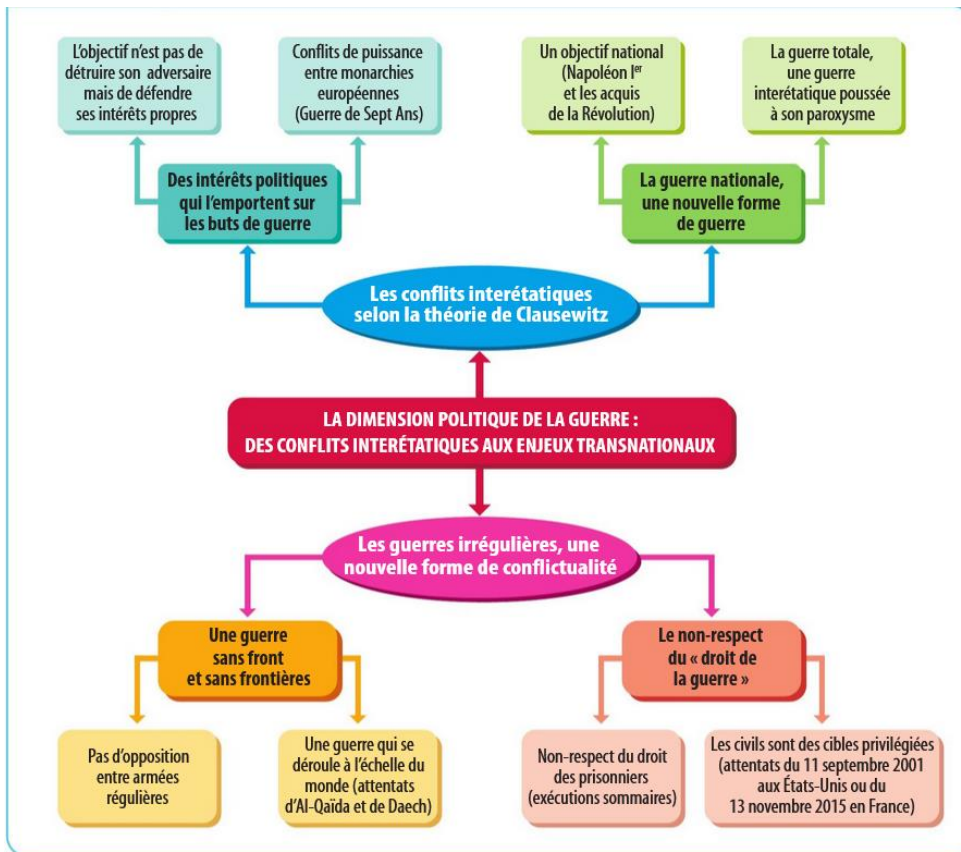 L'objectif n'est pas de
détruire son adversaire
mais de défendre
ses intérêts propres
Conflits de puissance
entre monarchies
européennes
(Guerre de Sept Ans)
Un objectif national
(Napoléon Ier
et les acquis
de la Révolution)
La guerre totale,
une guerre
interétatique poussée
à son paroxysme
Des intérêts politiques
qui l'emportent sur
les buts de guerre
La guerre nationale,
une nouvelle forme
de guerre
Les conflits interétatiques
selon la théorie de Clausewitz
LA DIMENSION POLITIQUE DE LA GUERRE :
DES CONFLITS INTERÉTATIQUES AUX ENJEUX TRANSNATIONAUX
Les guerres irrégulières, une
nouvelle forme de conflictualité
Une guerre
sans front
et sans frontières
Le non-respect
du « droit de
la guerre »
Pas d'opposition
entre armées
régulières
Une guerre qui se
déroule à l'échelle du
monde (attentats
d'Al-Qaïda et de Daech)
Non-respect du droit
des prisonniers
(exécutions sommaires)
Les civils sont des cibles privilégiées
(attentats du 11 septembre 2001
aux États-Unis ou du
13 novembre 2015 en France)